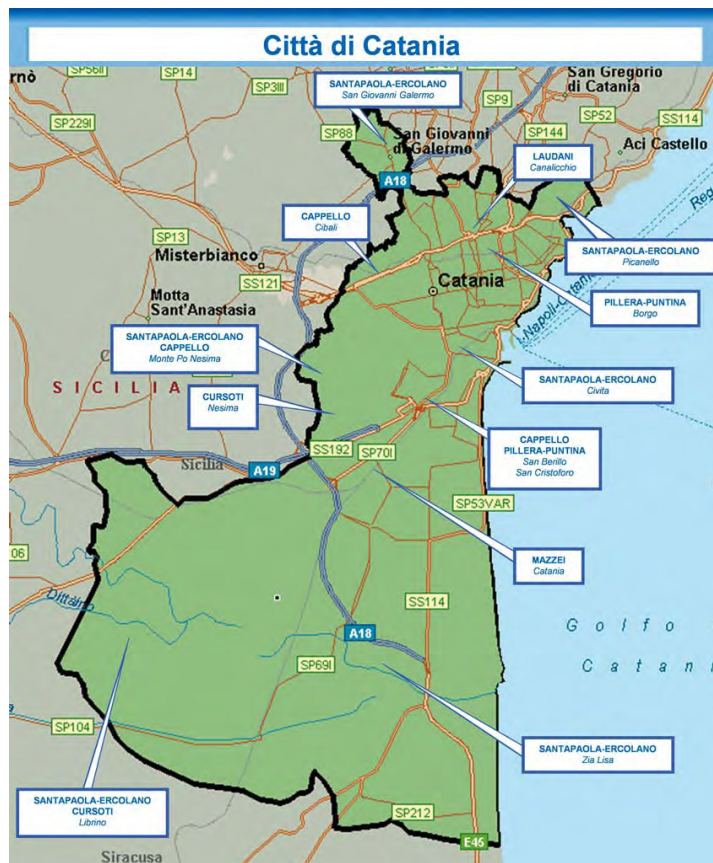 Città di Catania
SP56II
SP14
rnò
SP3III
SANTAPAOLA-ERCOLANO
San Giovanni Galermo
SP9
San Gregorio
di Catania
SP52
SS114
SP229I
SP88
San Giovanni
di Galermo
SP144
Aci Castello
LAUDANI
Canalicchio
A18
CAPPELLO
Cibali
SP13
Misterbianco
SS121
SANTAPAOLA-ERCOLANO
Picanello
Catania
Motta
Sant'Anastasia
PILLERA-PUNTINA
Borgo
I-Napoli-Catania
SANTAPAOLA-ERCOLANO
CAPPELLO
Monte Po Nesima
SICILIA
SANTAPAOLA-ERCOLANO
Civita
CURSOTI
Nesima
CAPPELLO
PILLERA-PUNTINA
San Berillo
San Cristoforo
SS192
SP70I
Sicilia
A19
SP53VAR
06
MAZZEI
Catania
Dittaino
SS114
A18
Golfo
Catani
SP69I
SP104
SANTAPAOLA-ERCOLANO
Zia Lisa
SANTAPAOLA-ERCOLANO
CURSOTI
Librino
SP212
E45
Siracusa